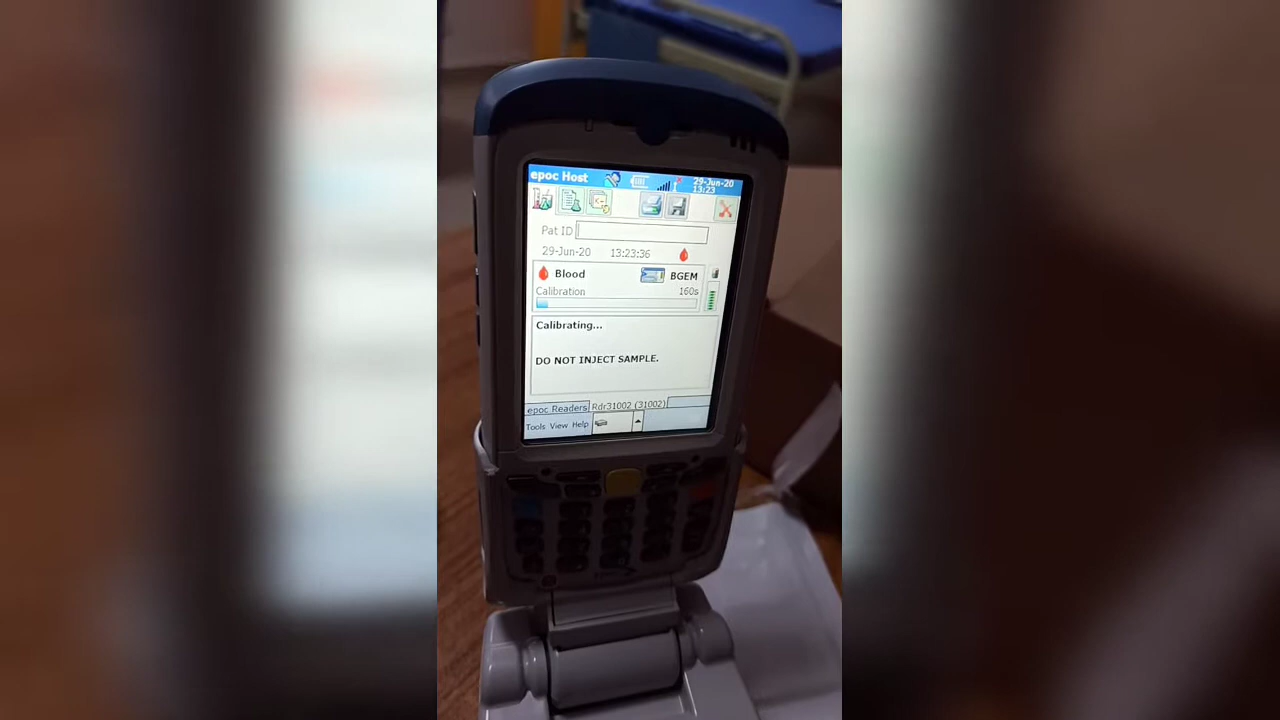 epoc Host 29-Jun-20
13:23
Pat ID
29-Jun-20 13:23:36
Blood BGEM
Calibration 160s
Calibrating...
DO NOT INJECT SAMPLE.
epoc Readers Rdr31002 (31002)
Tools View Help